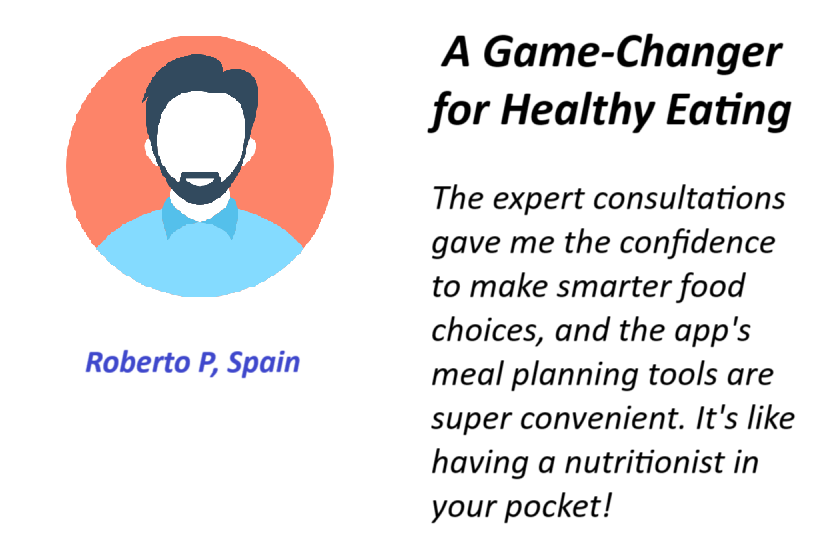 A Game-Changer
for Healthy Eating
The expert consultations
gave me the confidence
to make smarter food
choices, and the app's
meal planning tools are
super convenient. It's like
having a nutritionist in
your pocket!
Roberto P, Spain